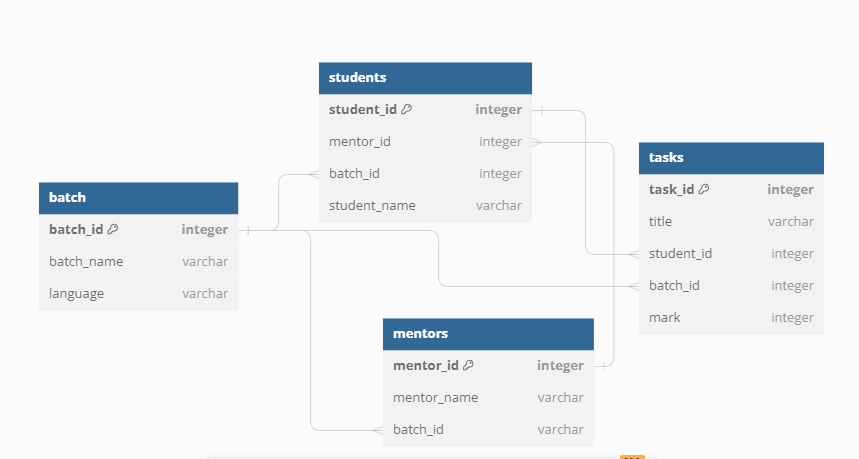 students
student_id integer
mentor_id integer
batch_id integer
student_name varchar
tasks
task_id integer
title varchar
student_id integer
batch_id integer
mark integer
batch
batch_id integer
batch_name varchar
language varchar
mentors
mentor_id integer
mentor_name varchar
batch_id varchar